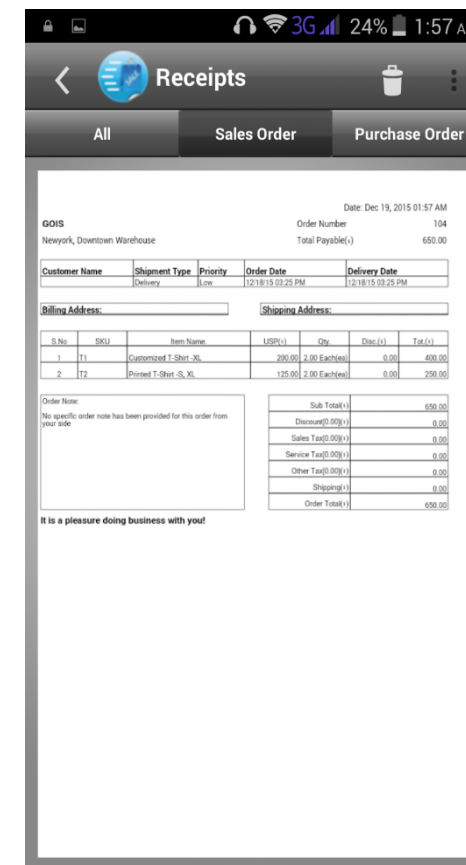 3G 24% 1:57 A
Receipts
All Sales Order Purchase Order
Date: Dec 19, 2015 01:57 AM
GOIS Order Number 104
Newyork, Downtown Warehouse Total Payable( ) 650.00
Customer Name Shipment Type Priority Order Date Delivery Date
Delivery Low 12/18/15 03:25 PM 12/18/15 03:25 PM
Billing Address: Shipping Address:
S.No SKU Item Name. USP( ) Qty. Disc.( ) Tot.( )
1 T1 Customized T-Shirt -XL 200.00 2.00 Each(ea) 0.00 400.00
2 T2 Printed T-Shirt -S, XL 125.00 2.00 Each(ea) 0.00 250.00
Order Note:
No specific order note has been provided for this order from
your side
Sub Total( ) 650.00
Discount[0.00]( ) 0.00
Sales Tax[0.00]( ) 0.00
Service Tax[0.00]( ) 0.00
Other Tax[0.00]( ) 0.00
Shipping( ) 0.00
Order Total( ) 650.00
It is a pleasure doing business with you!